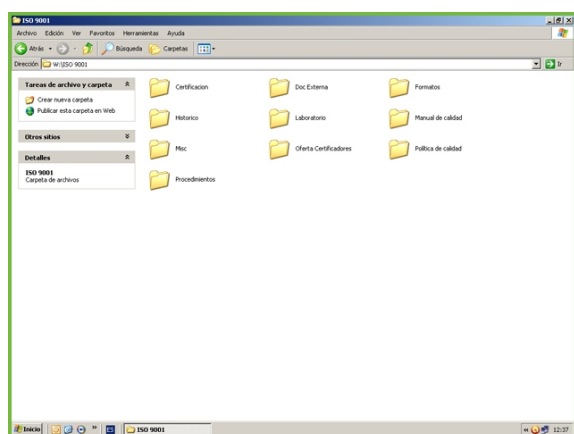 ISO 9001
Archivo Edición Ver Favoritos Herramientas Ayuda
Atrás Búsqueda Carpetas
Dirección W:\ISO 9001 Ir
Tareas de archivo y carpeta
Crear nueva carpeta
Publicar esta carpeta en Web
Otros sitios
Detalles
ISO 9001
Carpeta de archivos
Certificacion Doc Externa Formatos
Historico Laboratorio Manual de calidad
Misc Oferta Certificadores Política de calidad
Procedimientos
Inicio » ES ISO 9001 « 12:37